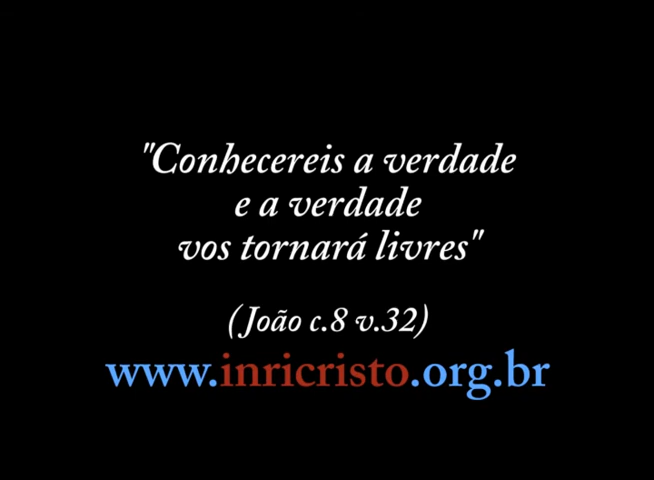 "Conhecereis a verdade
e a verdade
vos tornará livres"
(João c.8 v.32)
www.inricristo.org.br